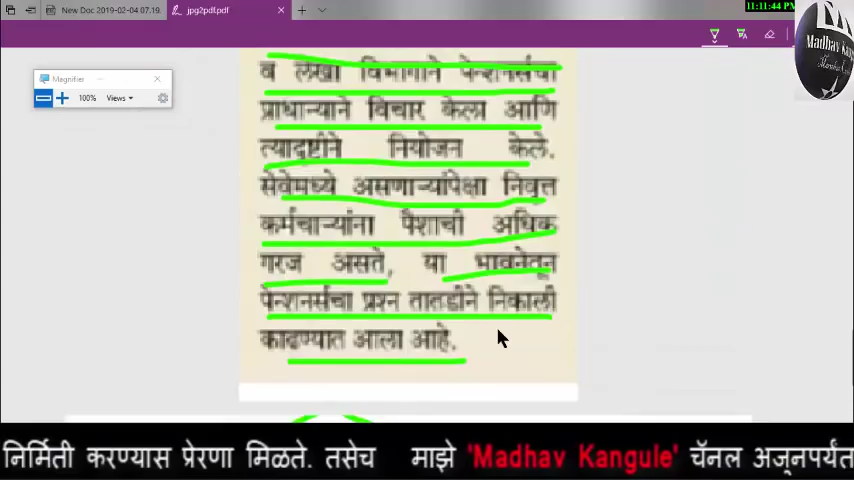 New Doc 2019-02-04 07.19.
jpg2pdf.pdf
11:11:44 PM
Madhav Kangule
Magnifier
100% Views
व लेखा विभागाने पेन्शनर्सचा
प्राधान्याने विचार केला आणि
त्यादृष्टीने नियोजन केले.
सेवेमध्ये असणाऱ्यांपेक्षा निवृत्त
कर्मचाऱ्यांना पैशाची अधिक
गरज असते, या भावनेतून
पेन्शनर्सचा प्रश्न तातडीने निकाली
काढण्यात आला आहे.
निर्मिती करण्यास प्रेरणा मिळते. तसेच माझे 'Madhav Kangule' चॅनल अजूनपर्यंत